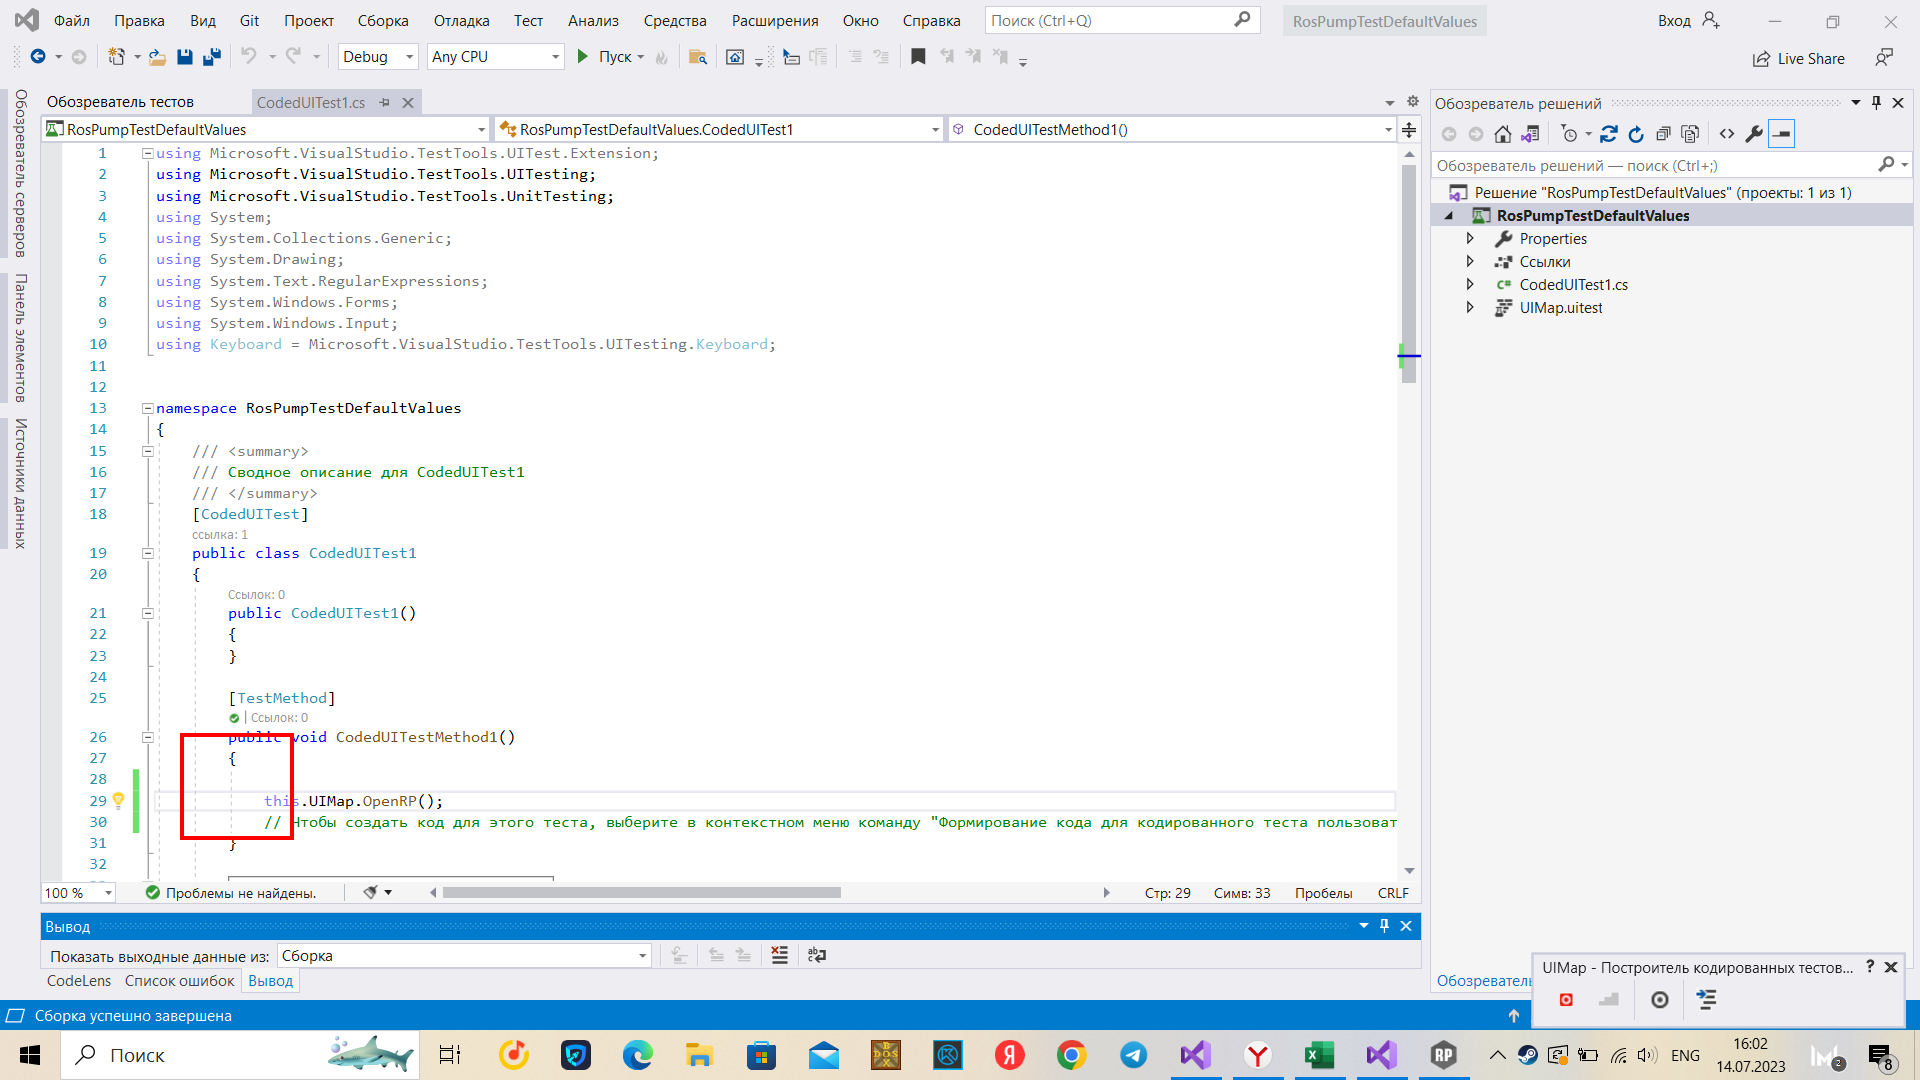 Файл Правка Вид Git Проект Сборка Отладка Тест Анализ Средства Расширения Окно Справка Поиск (Ctrl+Q) RosPumpTestDefaultValues Вход
Debug Any CPU Пуск Live Share
Обозреватель серверов
Панель элементов
Источники данных
Обозреватель тестов CodedUITest1.cs
RosPumpTestDefaultValues RosPumpTestDefaultValues.CodedUITest1 CodedUITestMethod1()
1 using Microsoft.VisualStudio.TestTools.UITest.Extension;
2 using Microsoft.VisualStudio.TestTools.UITesting;
3 using Microsoft.VisualStudio.TestTools.UnitTesting;
4 using System;
5 using System.Collections.Generic;
6 using System.Drawing;
7 using System.Text.RegularExpressions;
8 using System.Windows.Forms;
9 using System.Windows.Input;
10 using Keyboard = Microsoft.VisualStudio.TestTools.UITesting.Keyboard;
11
12
13 namespace RosPumpTestDefaultValues
14 {
15 /// <summary>
16 /// Сводное описание для CodedUITest1
17 /// </summary>
18 [CodedUITest]
ссылка: 1
19 public class CodedUITest1
20 {
Ссылок: 0
21 public CodedUITest1()
22 {
23 }
24
25 [TestMethod]
| Ссылок: 0
26 public void CodedUITestMethod1()
27 {
28
29 this.UIMap.OpenRP();
30 // Чтобы создать код для этого теста, выберите в контекстном меню команду "Формирование кода для кодированного теста пользоват
31 }
32
100 % Проблемы не найдены. Стр: 29 Симв: 33 Пробелы CRLF
Вывод
Показать выходные данные из: Сборка
CodeLens Список ошибок Вывод
Обозреватель решений
Обозреватель решений — поиск (Ctrl+;)
Решение "RosPumpTestDefaultValues" (проекты: 1 из 1)
RosPumpTestDefaultValues
Properties
Ссылки
CodedUITest1.cs
UIMap.uitest
Обозреватель
UIMap - Построитель кодированных тестов... ?
Сборка успешно завершена
Поиск ENG 16:02
14.07.2023
2
8